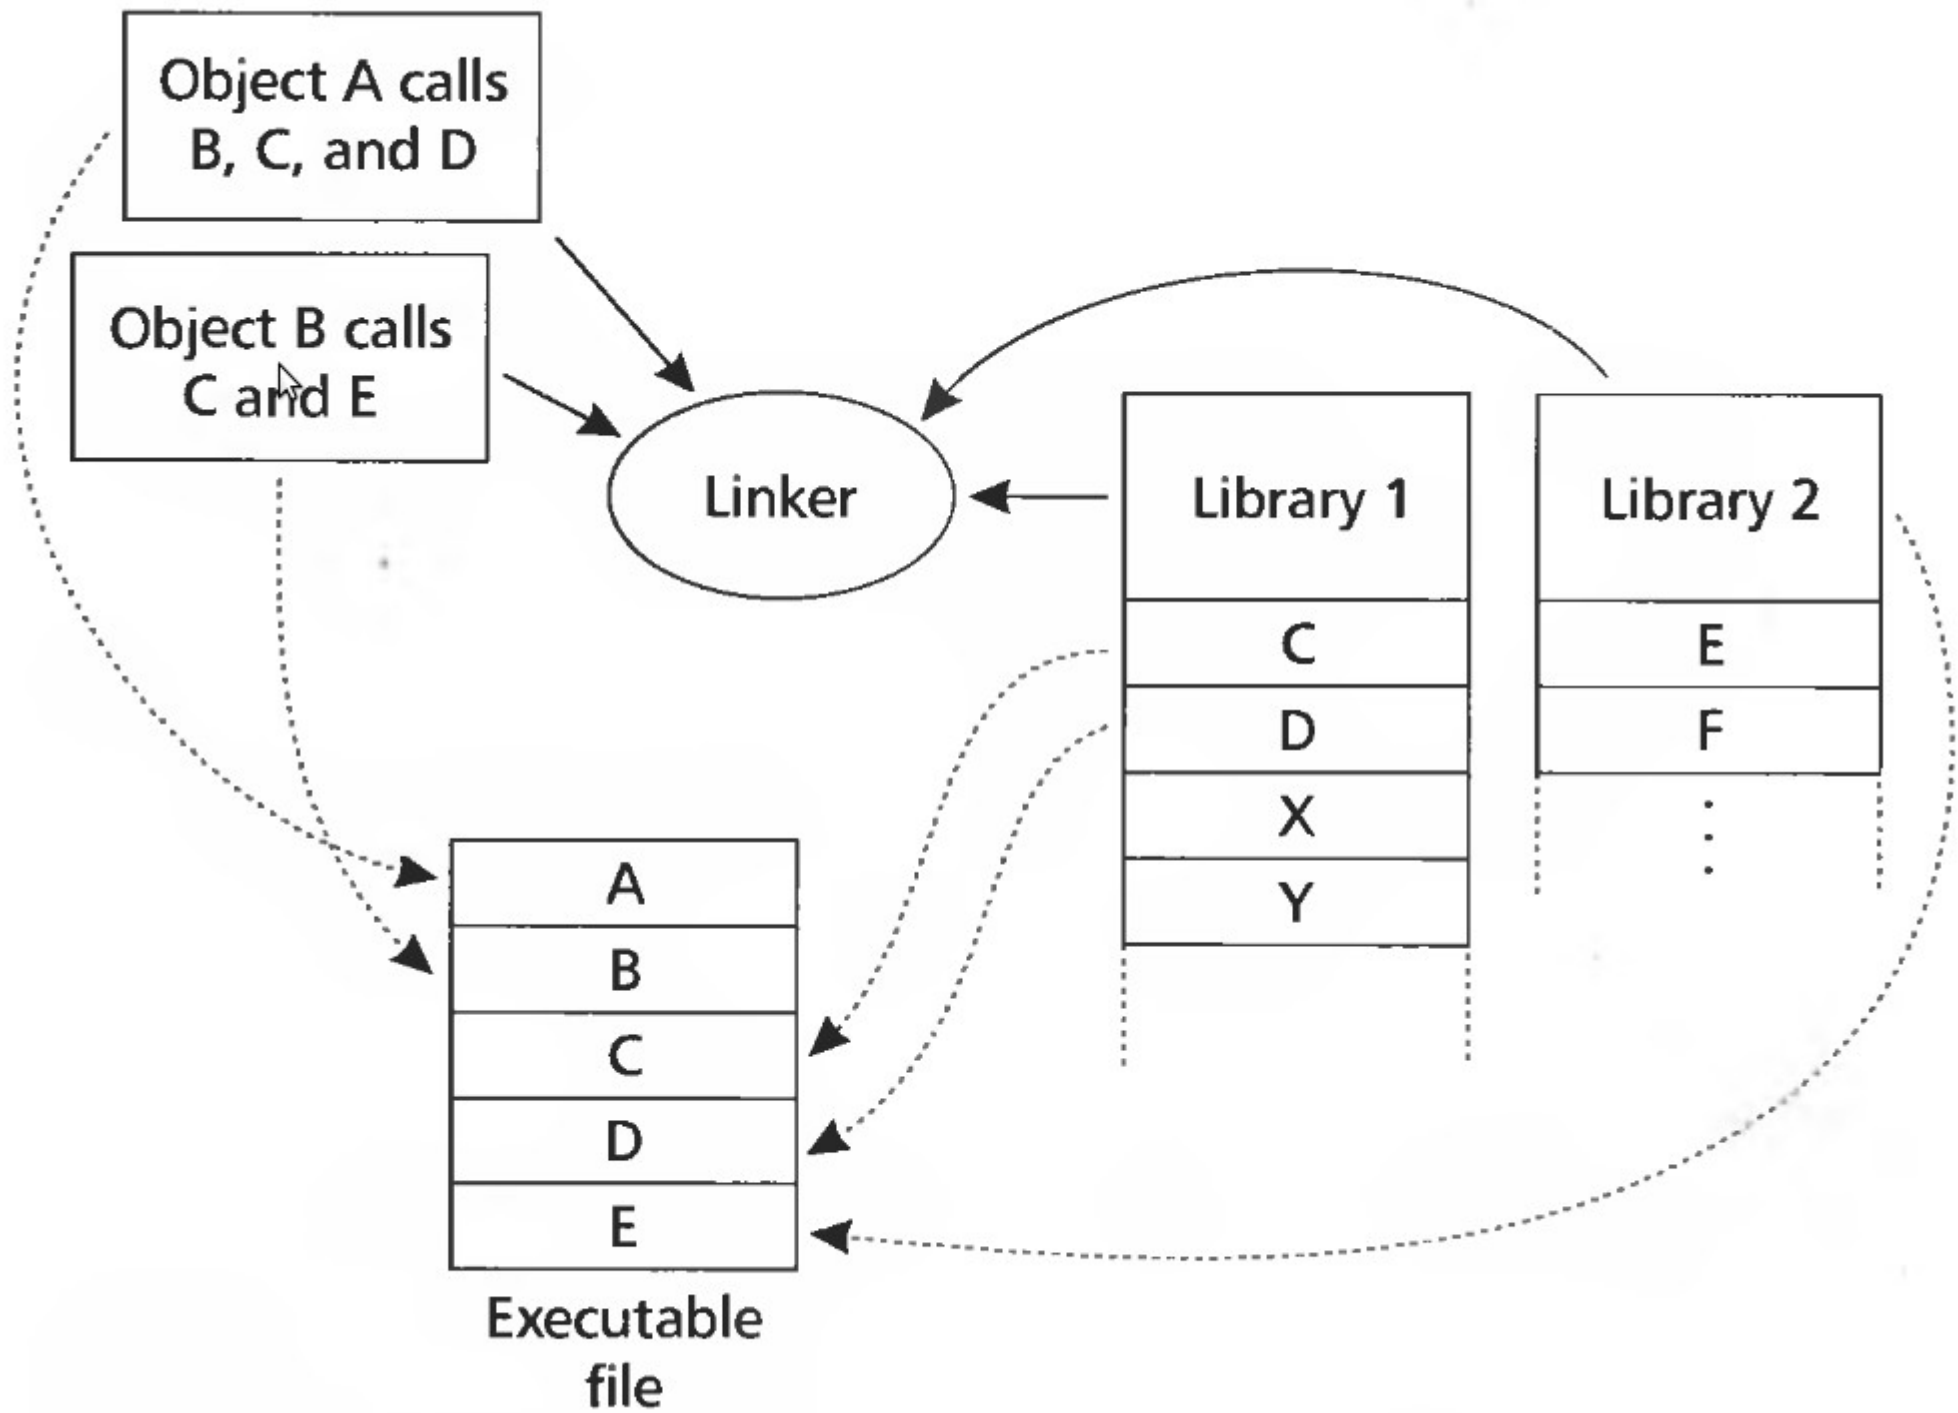 Object A calls
B, C, and D
Object B calls
C and E
Linker
Library 1
C
D
X
Y
Library 2
E
F
A
B
C
D
E
Executable
file